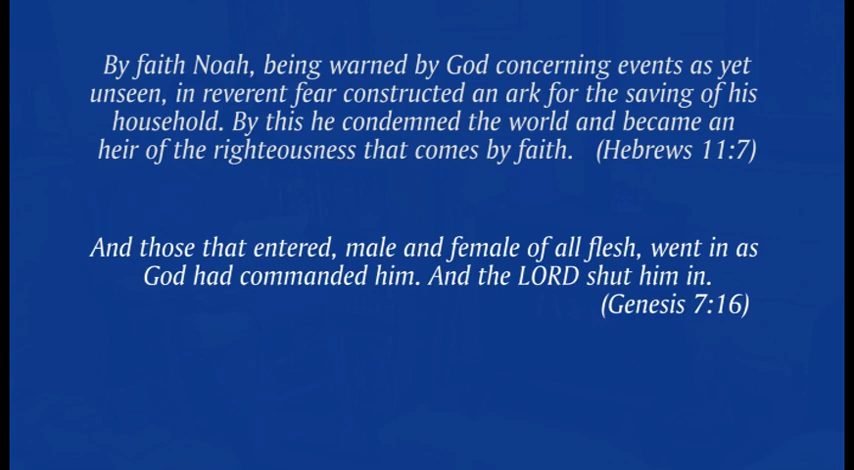 By faith Noah, being warned by God concerning events as yet
unseen, in reverent fear constructed an ark for the saving of his
household. By this he condemned the world and became an
heir of the righteousness that comes by faith. (Hebrews 11:7)
And those that entered, male and female of all flesh, went in as
God had commanded him. And the LORD shut him in.
(Genesis 7:16)